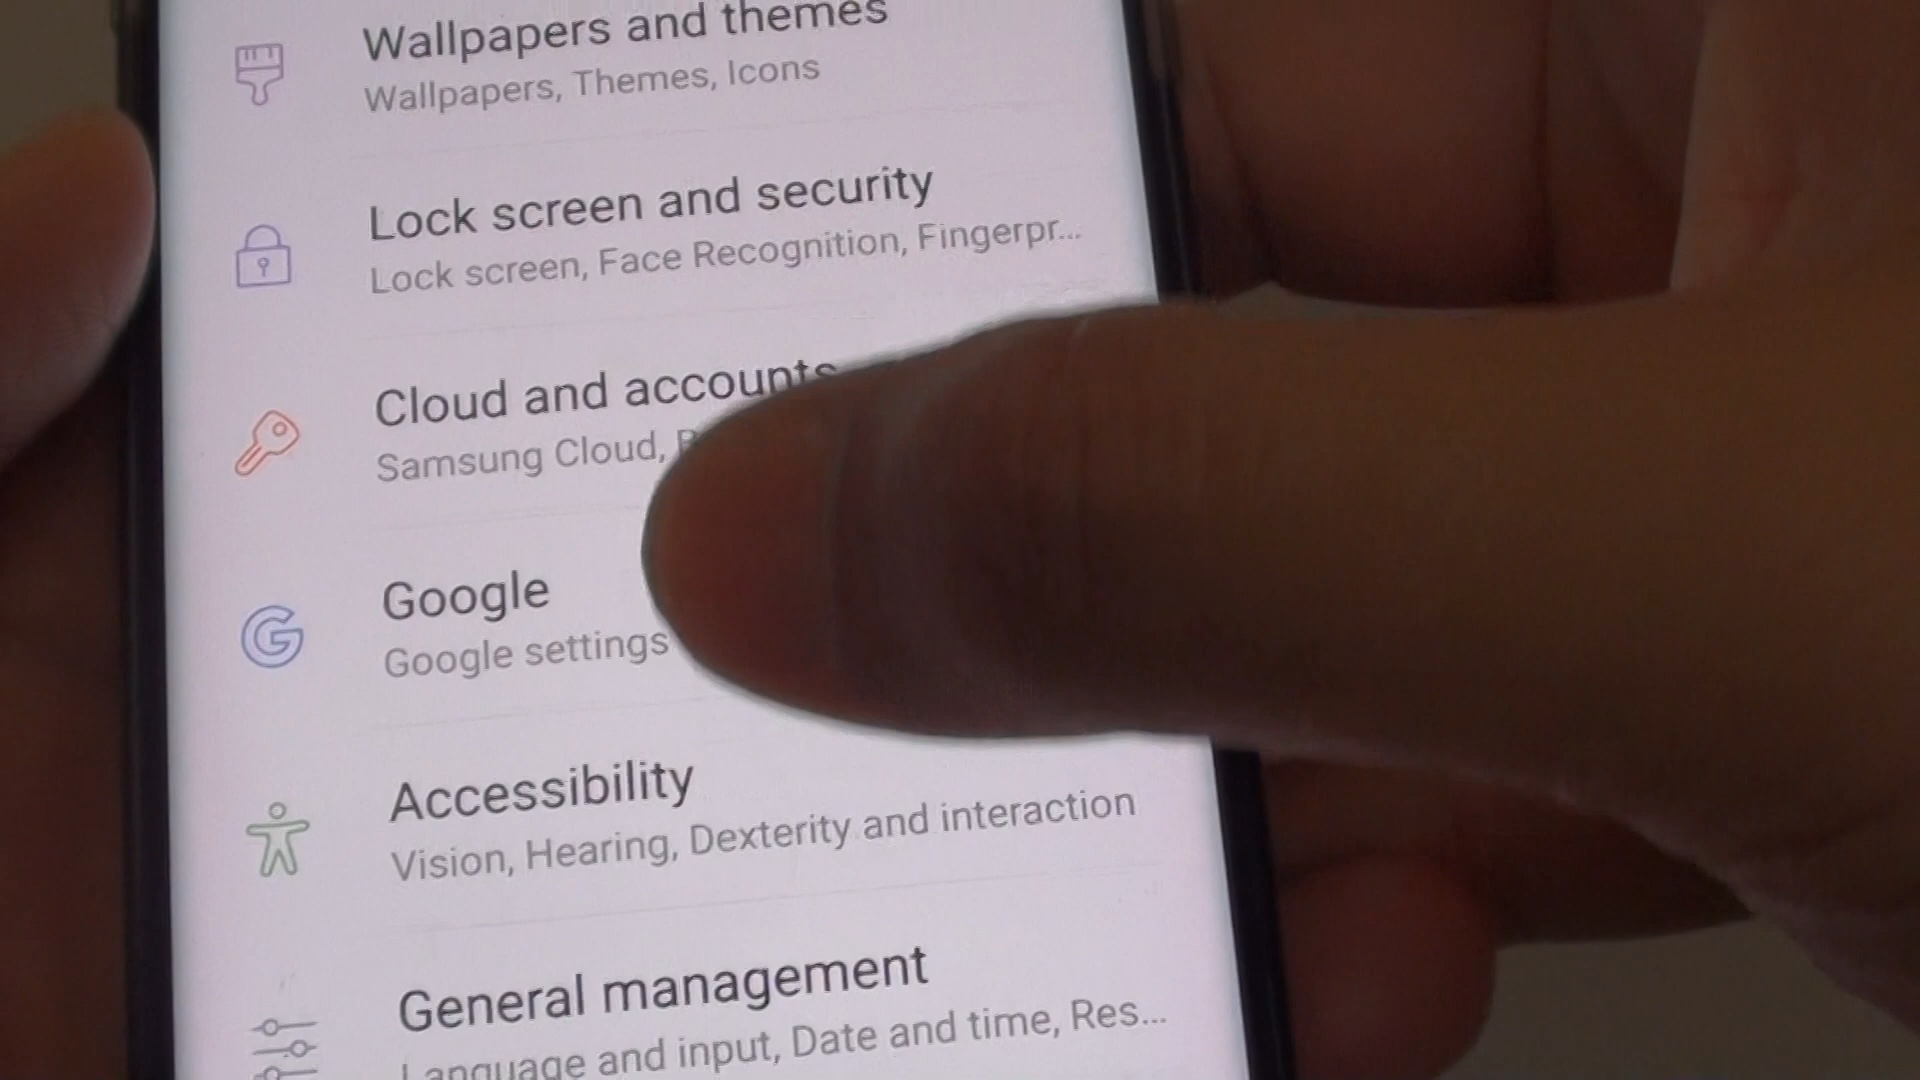 Wallpapers and themes
Wallpapers, Themes, Icons
Lock screen and security
Lock screen, Face Recognition, Fingerpr...
Cloud and accounts
Samsung Cloud,
Google
Google settings
Accessibility
Vision, Hearing, Dexterity and interaction
General management
Language and input, Date and time, Res...